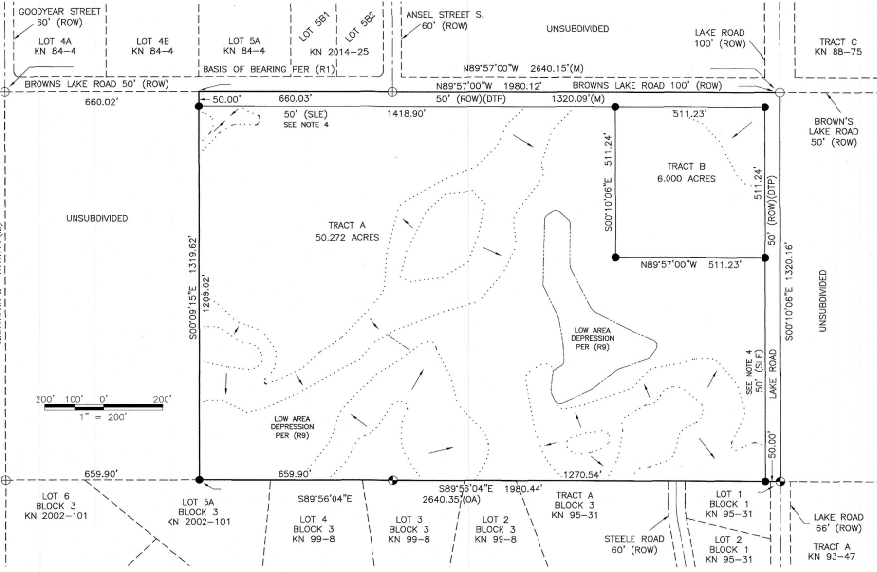 GOODYEAR STREET
60' (ROW)
LOT 4A
KN 84-4
LOT 4B
KN 84-4
LOT 5A
KN 84-4
LOT 5B1
LOT 5B2
KN 2014-25
ANSEL STREET S.
60' (ROW)
UNSUBDIVIDED
LAKE ROAD
100' (ROW)
TRACT C
KN 88-75
BASIS OF BEARING PER (R1)
N89°57'00"W 2640.15'(M)
BROWNS LAKE ROAD 50' (ROW)
N89°57'00"W 1980.12'
BROWNS LAKE ROAD 100' (ROW)
660.02'
50.00'
660.03'
50' (ROW)(DTP)
1320.09'(M)
50' (SLE)
SEE NOTE 4
1418.90'
511.23'
BROWN'S
LAKE ROAD
50' (ROW)
S00°10'06"E 511.24'
TRACT B
6.000 ACRES
511.24'
50' (ROW)(DTP)
UNSUBDIVIDED
TRACT A
50.272 ACRES
N89°57'00"W 511.23'
S00°09'15"E 1319.62'
S00°10'06"E 1320.16'
UNSUBDIVIDED
LOW AREA
DEPRESSION
PER (R9)
SEE NOTE 4
50' (SLE)
LAKE ROAD
200' 100' 0' 200'
1" = 200'
LOW AREA
DEPRESSION
PER (R9)
50.00'
659.90'
659.90'
S89°56'04"E 1980.44'
1270.54'
S89°56'04"E
2640.35'(OA)
LOT 6
BLOCK 3
KN 2002-101
LOT 5A
BLOCK 3
KN 2002-101
LOT 4
BLOCK 3
KN 99-8
LOT 3
BLOCK 3
KN 99-8
LOT 2
BLOCK 3
KN 99-8
TRACT A
BLOCK 3
KN 95-31
STEELE ROAD
60' (ROW)
LOT 1
BLOCK 1
KN 95-31
LOT 2
BLOCK 1
KN 95-31
LAKE ROAD
66' (ROW)
TRACT A
KN 93-47